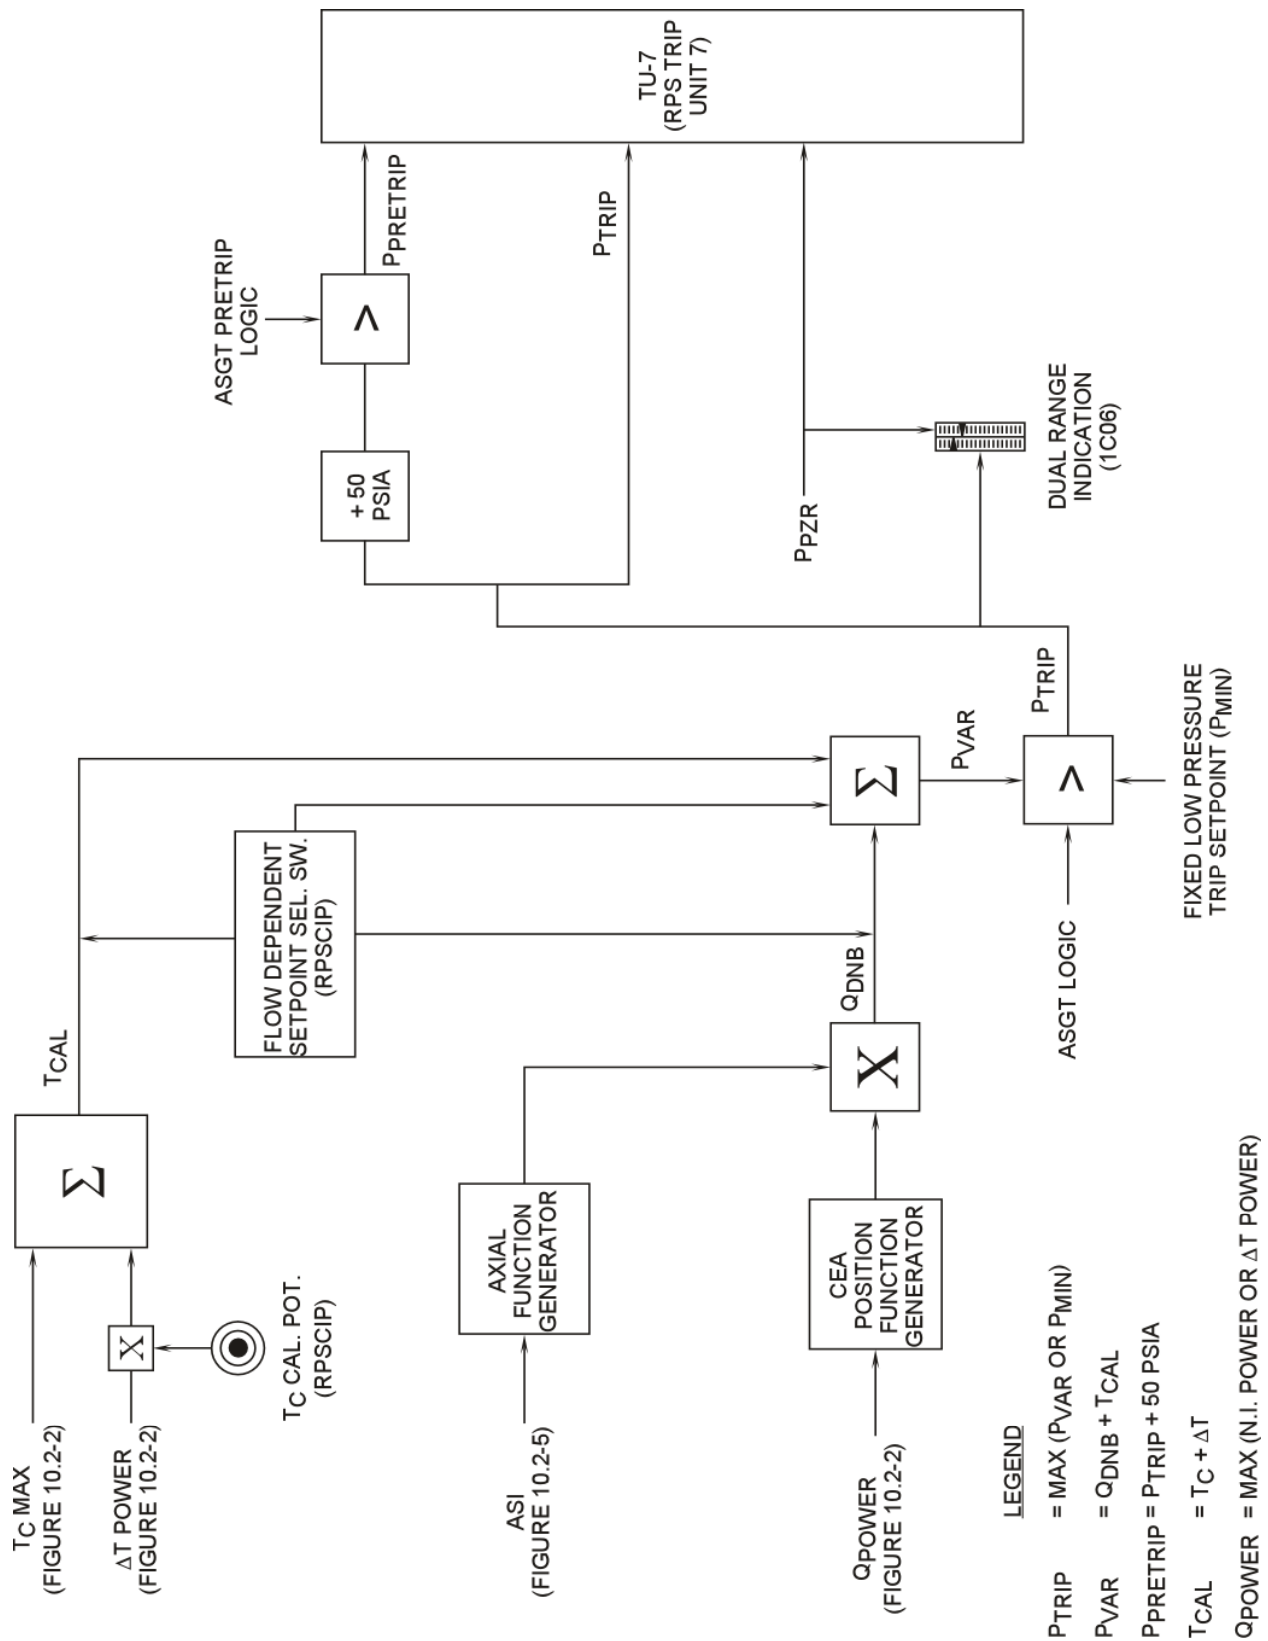 TC MAX
(FIGURE 10.2-2)
ΔT POWER
(FIGURE 10.2-2)
X
TC CAL. POT.
(RPSCIP)
Σ
TCAL
FLOW DEPENDENT
SETPOINT SEL. SW.
(RPSCIP)
ASI
(FIGURE 10.2-5)
AXIAL
FUNCTION
GENERATOR
QPOWER
(FIGURE 10.2-2)
CEA
POSITION
FUNCTION
GENERATOR
X
QDNB
Σ
PVAR
ASGT LOGIC
>
FIXED LOW PRESSURE
TRIP SETPOINT (PMIN)
PTRIP
+ 50
PSIA
ASGT PRETRIP
LOGIC
>
PPRETRIP
PTRIP
PPZR
DUAL RANGE
INDICATION
(1C06)
TU-7
(RPS TRIP
UNIT 7)
LEGEND
PTRIP = MAX (PVAR OR PMIN)
PVAR = QDNB + TCAL
PPRETRIP = PTRIP + 50 PSIA
TCAL = TC + ΔT
QPOWER = MAX (N.I. POWER OR ΔT POWER)